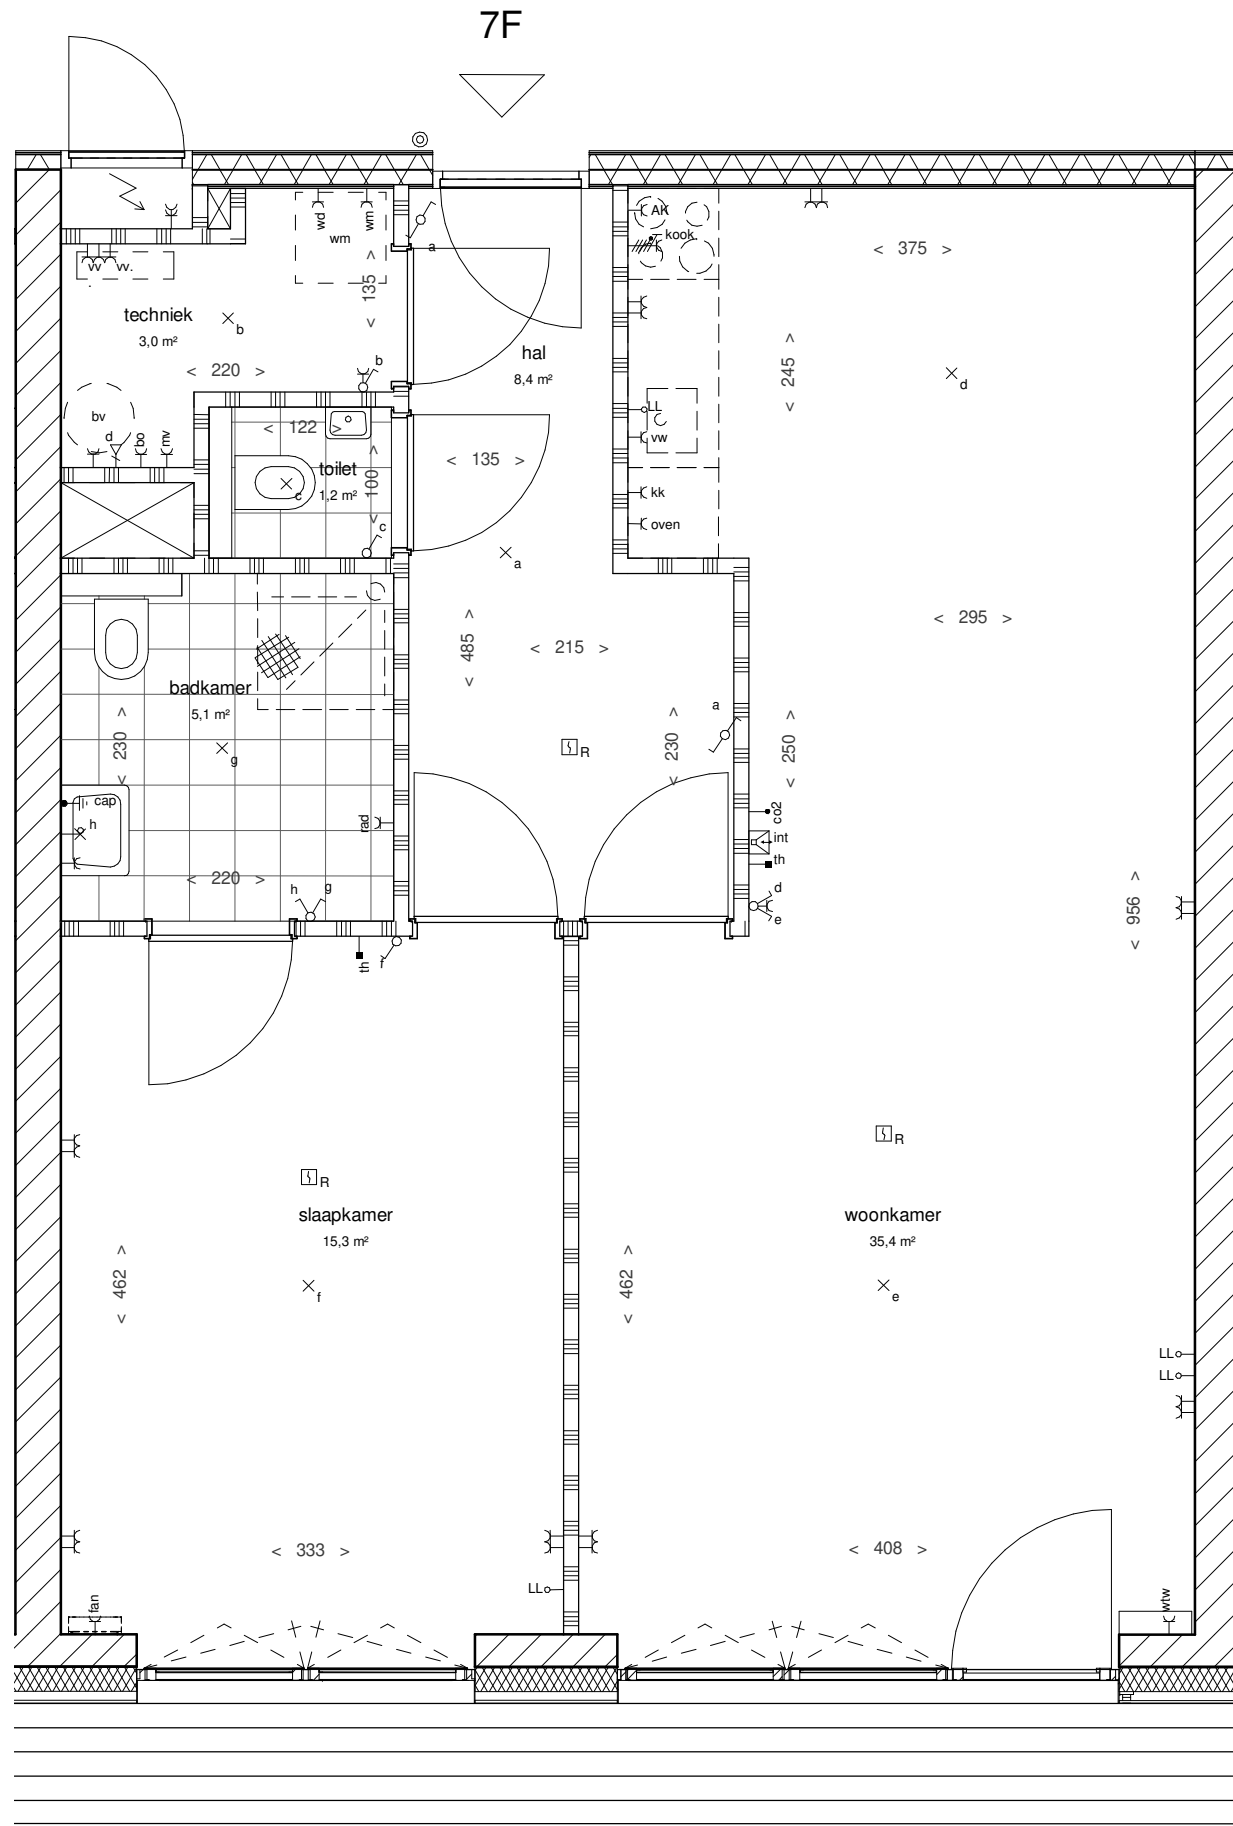 7F
wd
wm
wm
a
AK
kook
< 375 >
vv
vv.
< 135 >
techniek
3,0 m²
b
hal
8,4 m²
< 245 >
< 220 >
b
d
bv
d
bo
mv
< 122 >
LL
vw
toilet
1,2 m²
c
< 100 >
< 135 >
kk
oven
c
a
< 485 >
< 215 >
< 295 >
badkamer
5,1 m²
< 230 >
g
a
R
< 230 >
< 250 >
cap
h
rad
co2
int
th
< 220 >
h
g
d
e
< 956 >
th
f
R
R
slaapkamer
15,3 m²
woonkamer
35,4 m²
< 462 >
f
< 462 >
e
LL
LL
< 333 >
< 408 >
LL
fan
wtw